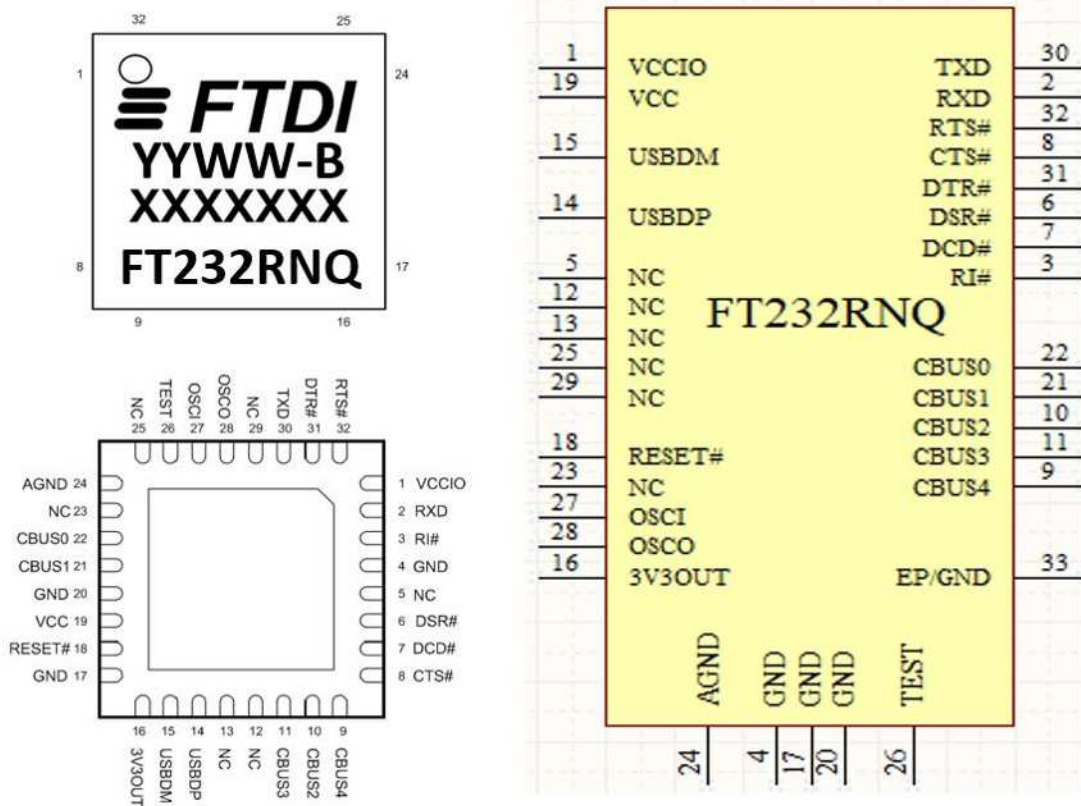 32 25
1 24
FTDI
YYWW-B
XXXXXXX
FT232RNQ
8 17
9 16
NC TEST OSCI OSCO NC TXD DTR# RTS#
25 26 27 28 29 30 31 32
AGND 24 1 VCCIO
NC 23 2 RXD
CBUS0 22 3 RI#
CBUS1 21 4 GND
GND 20 5 NC
VCC 19 6 DSR#
RESET# 18 7 DCD#
GND 17 8 CTS#
16 15 14 13 12 11 10 9
3V3OUT USBDM USBDP NC NC CBUS3 CBUS2 CBUS4
1 VCCIO TXD 30
19 VCC RXD 2
RTS# 32
15 USBDM CTS# 8
DTR# 31
14 USBDP DSR# 6
DCD# 7
5 NC RI# 3
12 NC
FT232RNQ
13 NC
25 NC CBUS0 22
29 NC CBUS1 21
CBUS2 10
18 RESET# CBUS3 11
23 NC CBUS4 9
27 OSCI
28 OSCO
16 3V3OUT EP/GND 33
AGND GND GND GND TEST
24 4 17 20 26